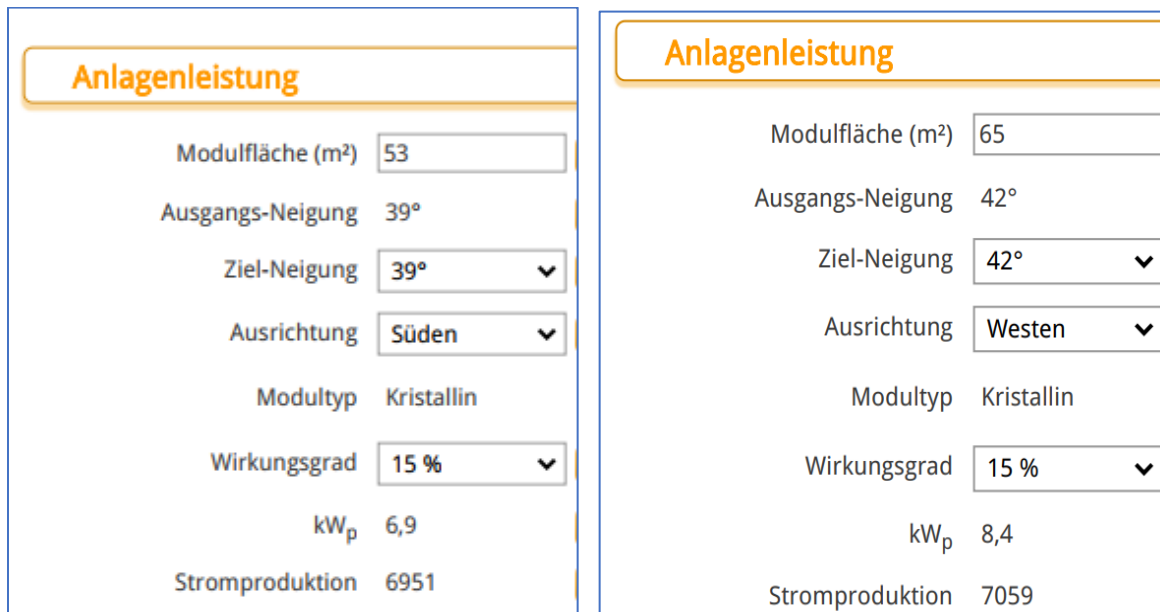 Anlagenleistung
Modulfläche (m²) 53
Ausgangs-Neigung 39°
Ziel-Neigung 39°
Ausrichtung Süden
Modultyp Kristallin
Wirkungsgrad 15 %
kWp 6,9
Stromproduktion 6951
Anlagenleistung
Modulfläche (m²) 65
Ausgangs-Neigung 42°
Ziel-Neigung 42°
Ausrichtung Westen
Modultyp Kristallin
Wirkungsgrad 15 %
kWp 8,4
Stromproduktion 7059